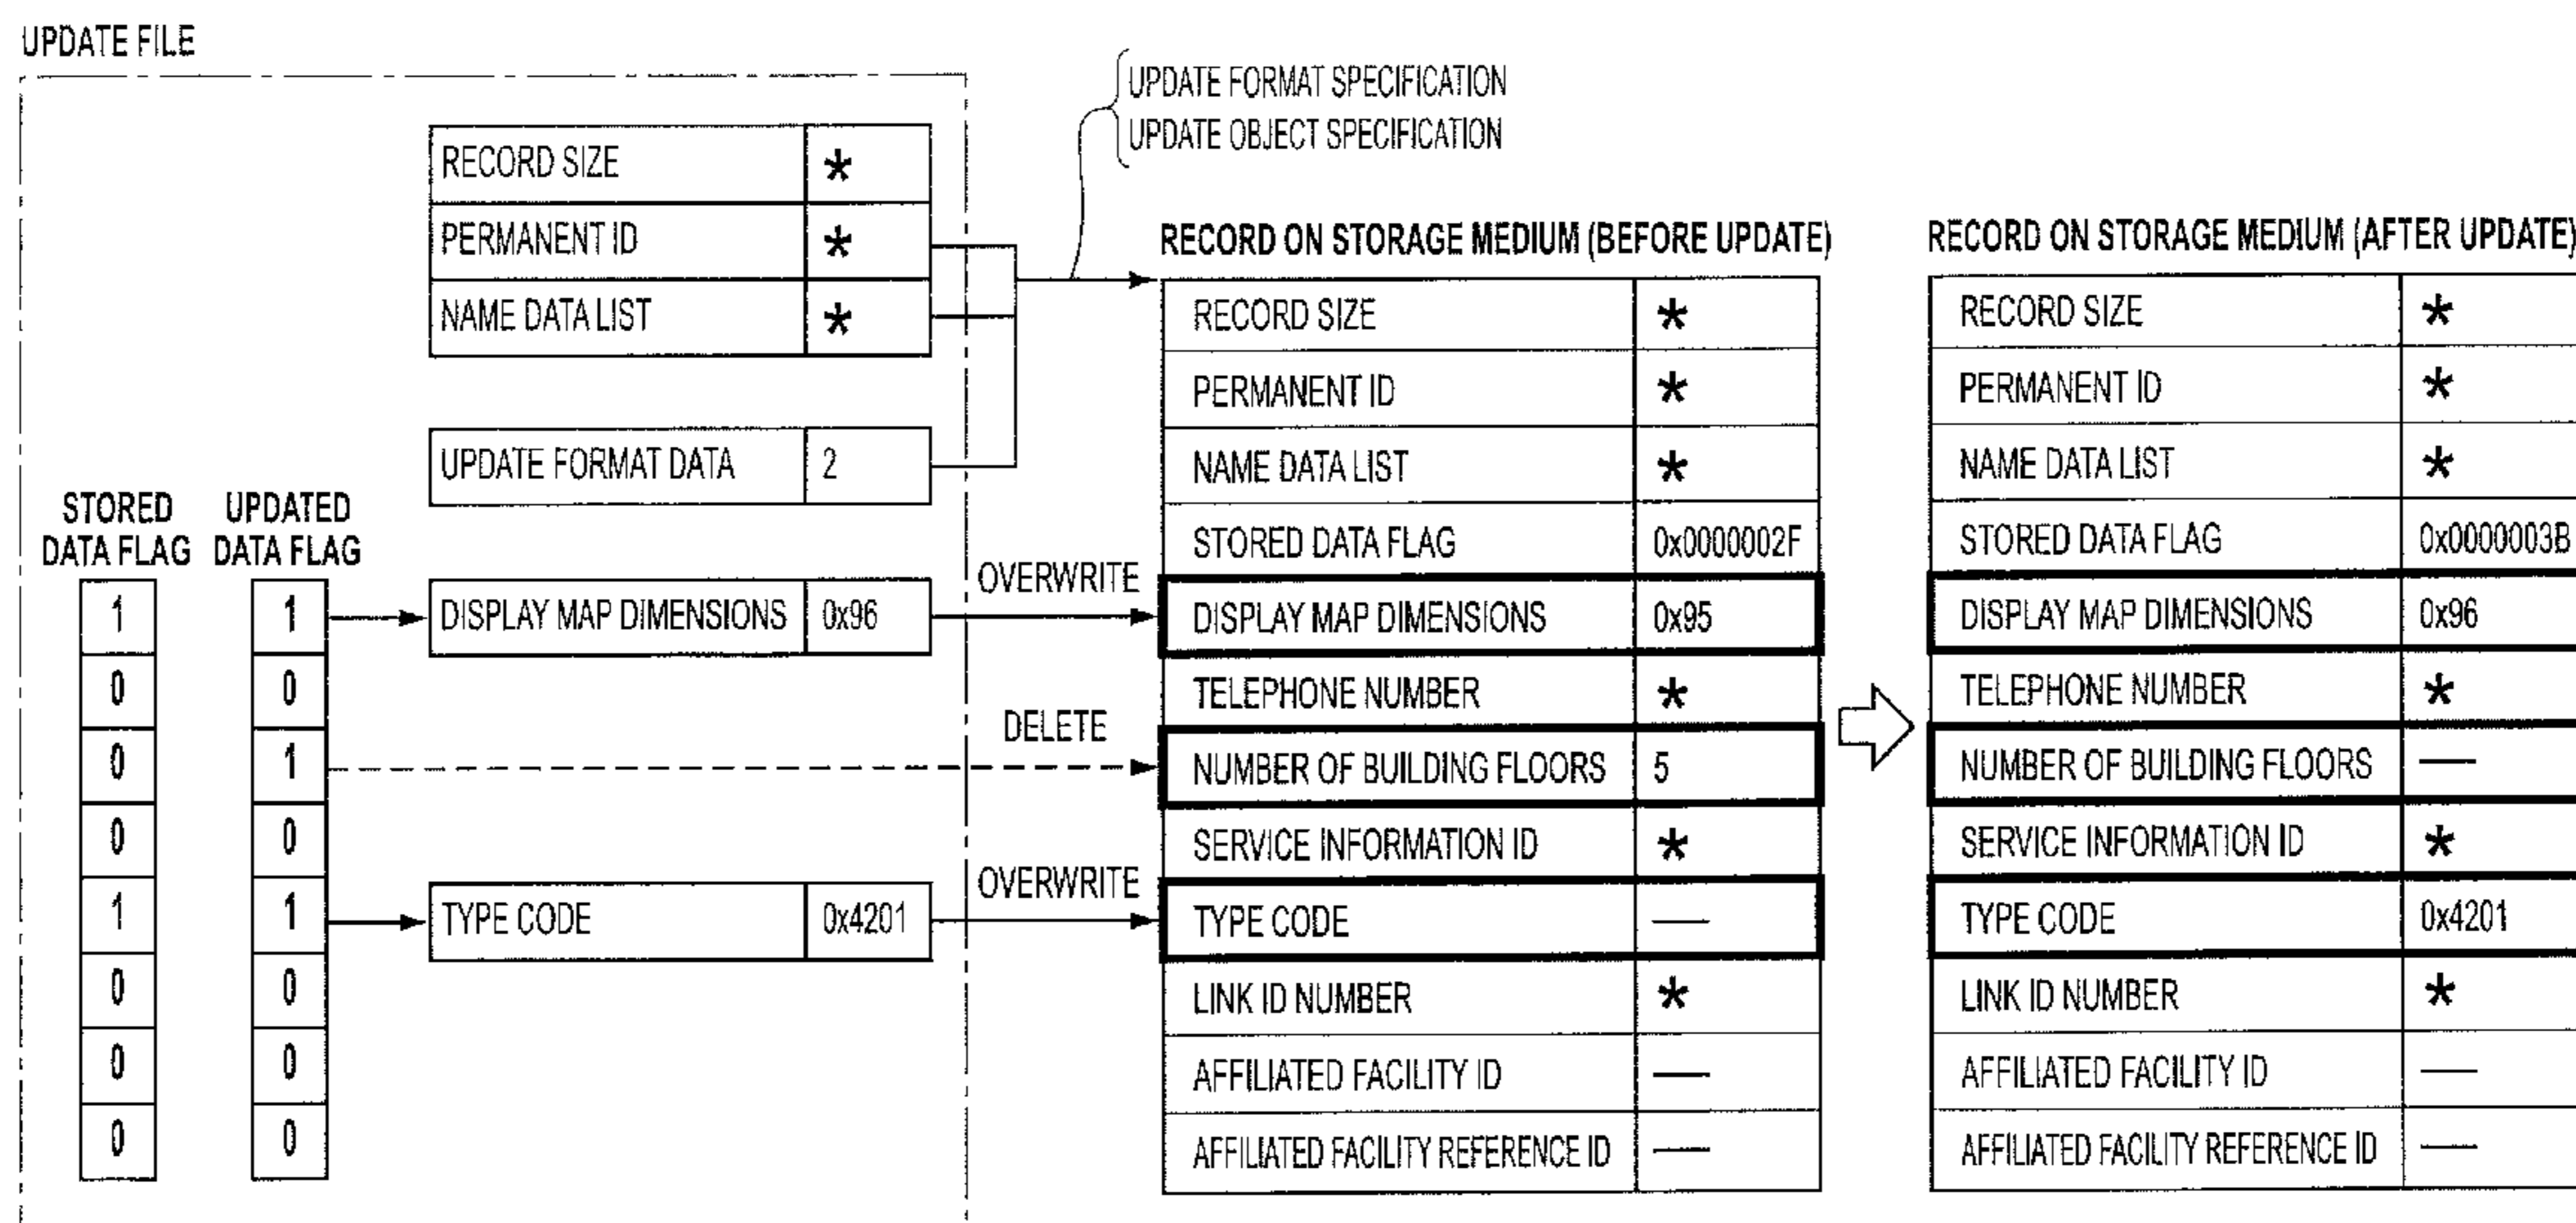 UPDATE FILE
UPDATE FORMAT SPECIFICATION
UPDATE OBJECT SPECIFICATION
RECORD SIZE *
PERMANENT ID *
NAME DATA LIST *
UPDATE FORMAT DATA 2
STORED DATA FLAG
UPDATED DATA FLAG
1 1 DISPLAY MAP DIMENSIONS 0x96 OVERWRITE
0 0
0 1 DELETE
0 0
1 1 TYPE CODE 0x4201 OVERWRITE
0 0
0 0
0 0
RECORD ON STORAGE MEDIUM (BEFORE UPDATE)
RECORD SIZE *
PERMANENT ID *
NAME DATA LIST *
STORED DATA FLAG 0x0000002F
DISPLAY MAP DIMENSIONS 0x95
TELEPHONE NUMBER *
NUMBER OF BUILDING FLOORS 5
SERVICE INFORMATION ID *
TYPE CODE —
LINK ID NUMBER *
AFFILIATED FACILITY ID —
AFFILIATED FACILITY REFERENCE ID —
RECORD ON STORAGE MEDIUM (AFTER UPDATE)
RECORD SIZE *
PERMANENT ID *
NAME DATA LIST *
STORED DATA FLAG 0x0000003B
DISPLAY MAP DIMENSIONS 0x96
TELEPHONE NUMBER *
NUMBER OF BUILDING FLOORS —
SERVICE INFORMATION ID *
TYPE CODE 0x4201
LINK ID NUMBER *
AFFILIATED FACILITY ID —
AFFILIATED FACILITY REFERENCE ID —